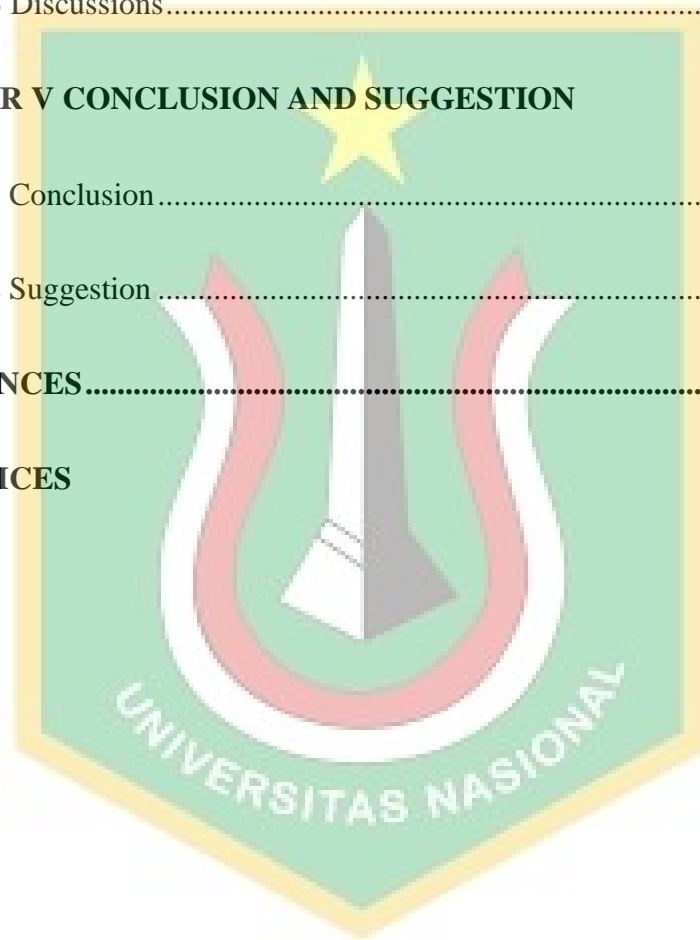 Discussions
R V CONCLUSION AND SUGGESTION
Conclusion
Suggestion
NCES
ICES
UNIVERSITAS NASIONAL